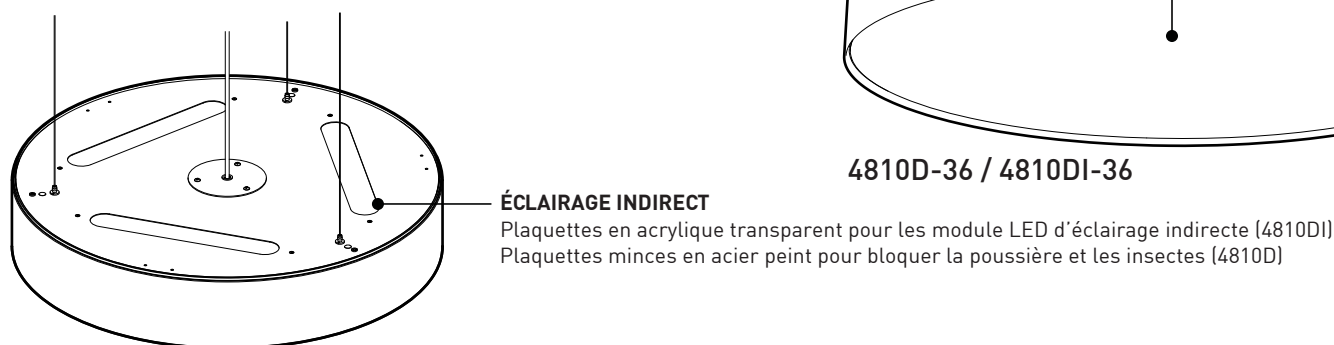 4810D-36 / 4810DI-36
ÉCLAIRAGE INDIRECT
Plaquettes en acrylique transparent pour les module LED d’éclairage indirecte (4810DI)
Plaquettes minces en acier peint pour bloquer la poussière et les insectes (4810D)